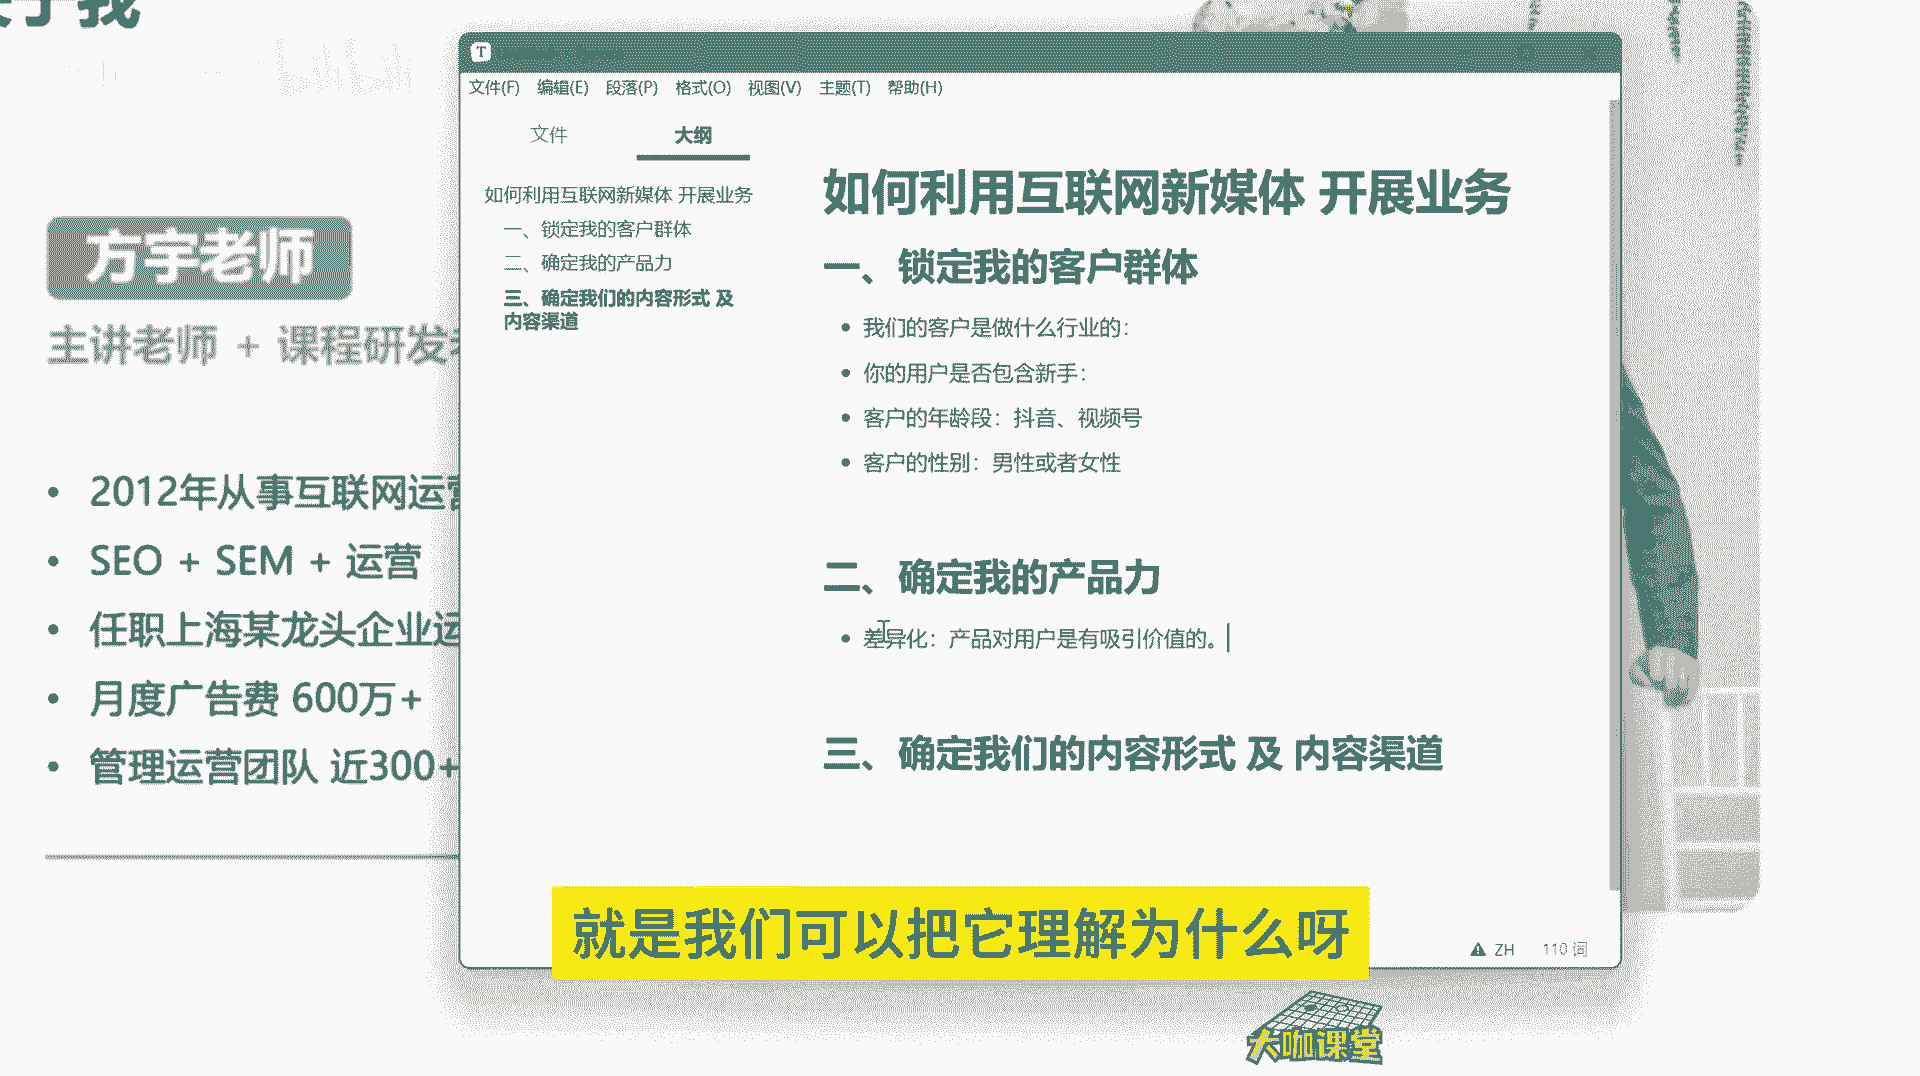 于我
bilibili
方宇老师
主讲老师 + 课程研发
2012年从事互联网运营
SEO + SEM + 运营
任职上海某龙头企业运
月度广告费 600万+
管理运营团队 近300+
T
文件(F) 编辑(E) 段落(P) 格式(O) 视图(V) 主题(T) 帮助(H)
文件 大纲
如何利用互联网新媒体 开展业务
一、锁定我的客户群体
二、确定我的产品力
三、确定我们的内容形式 及
内容渠道
如何利用互联网新媒体 开展业务
一、锁定我的客户群体
我们的客户是做什么行业的：
你的用户是否包含新手：
客户的年龄段：抖音、视频号
客户的性别：男性或者女性
二、确定我的产品力
差异化：产品对用户是有吸引价值的。
三、确定我们的内容形式 及 内容渠道
ZH 110 词
就是我们可以把它理解为什么呀
大咖课堂